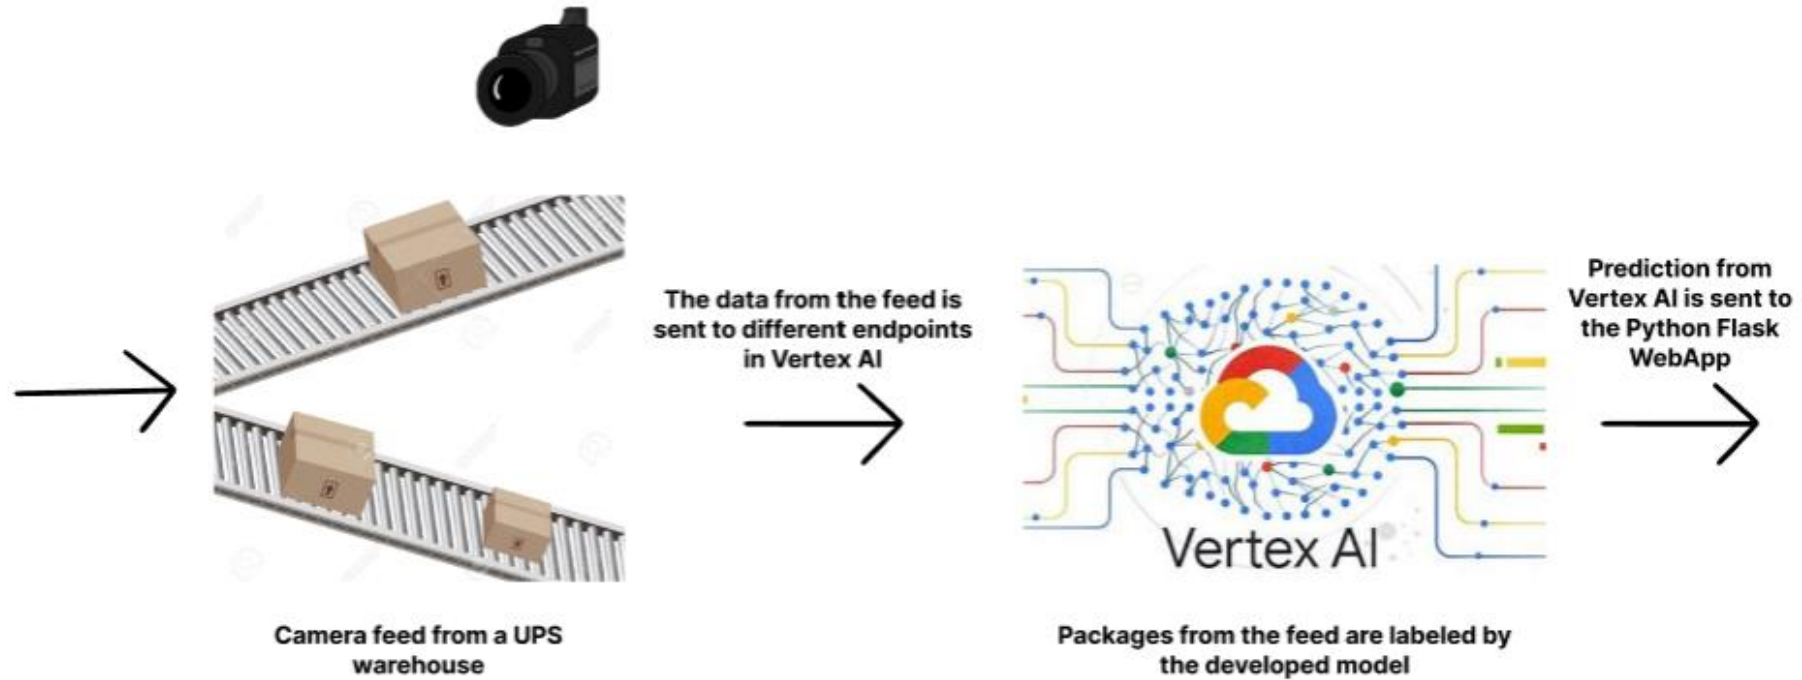 The data from the feed is
sent to different endpoints
in Vertex AI
Prediction from
Vertex AI is sent to
the Python Flask
WebApp
Vertex AI
Camera feed from a UPS
warehouse
Packages from the feed are labeled by
the developed model